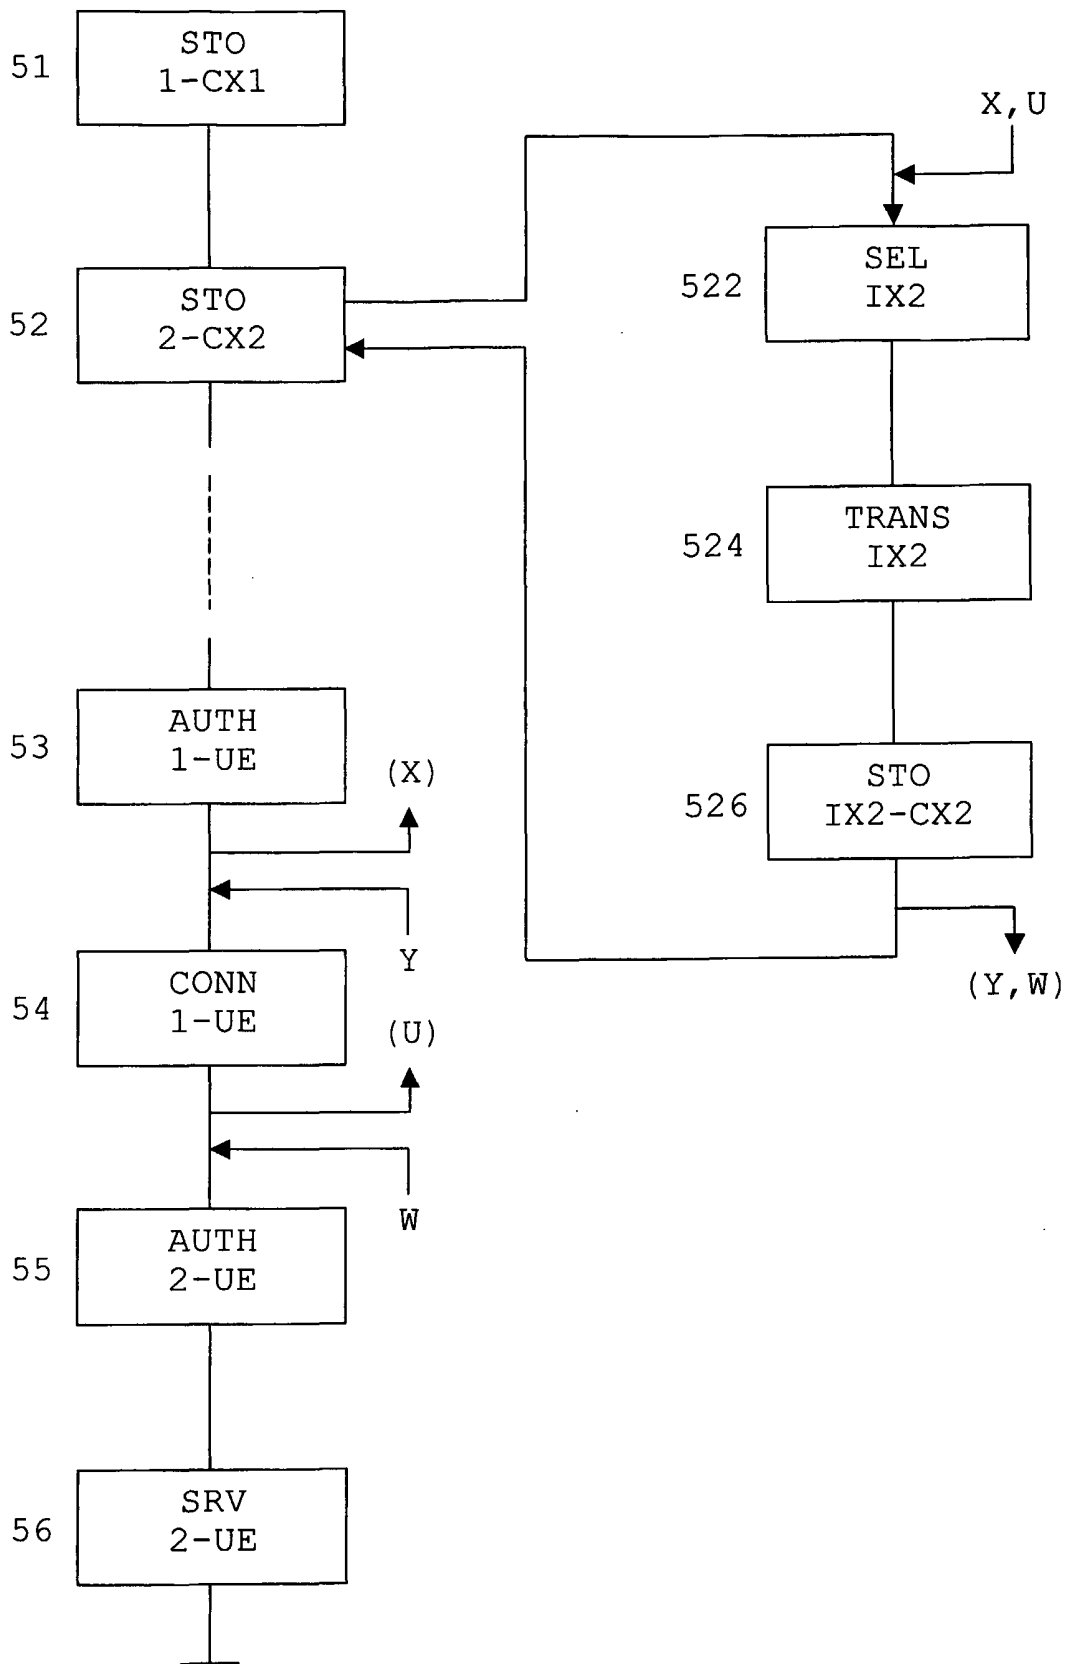 51
STO
1-CX1
X,U
522
SEL
IX2
52
STO
2-CX2
524
TRANS
IX2
53
AUTH
1-UE
(X)
526
STO
IX2-CX2
Y
(Y,W)
54
CONN
1-UE
(U)
W
55
AUTH
2-UE
56
SRV
2-UE